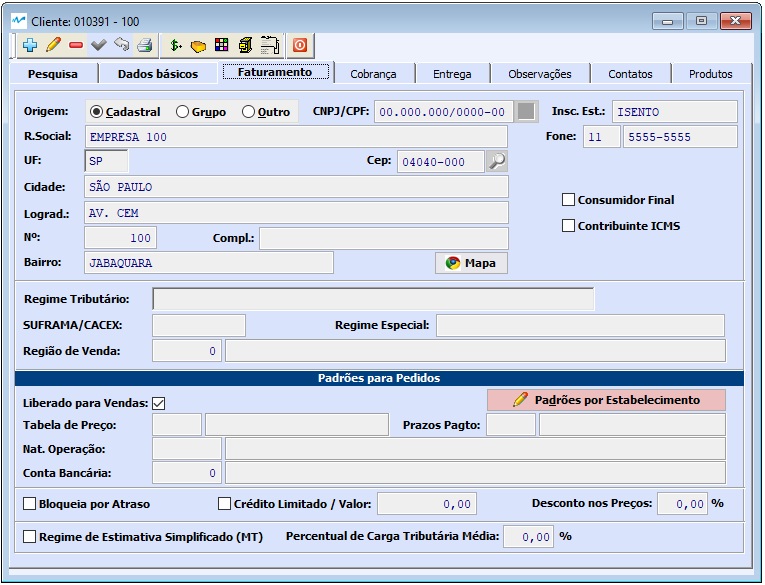 Cliente: 010391 - 100
Pesquisa Dados básicos Faturamento Cobrança Entrega Observações Contatos Produtos
Origem: Cadastral Grupo Outro CNPJ/CPF: 00.000.000/0000-00 Insc. Est.: ISENTO
R.Social: EMPRESA 100 Fone: 11 5555-5555
UF: SP Cep: 04040-000
Cidade: SÃO PAULO
Consumidor Final
Lograd.: AV. CEM
Contribuinte ICMS
Nº: 100 Compl.:
Bairro: JABAQUARA Mapa
Regime Tributário:
SUFRAMA/CACEX: Regime Especial:
Região de Venda: 0
Padrões para Pedidos
Liberado para Vendas: Padrões por Estabelecimento
Tabela de Preço: Prazos Pagto:
Nat. Operação:
Conta Bancária: 0
Bloqueia por Atraso Crédito Limitado / Valor: 0,00 Desconto nos Preços: 0,00 %
Regime de Estimativa Simplificado (MT) Percentual de Carga Tributária Média: 0,00 %